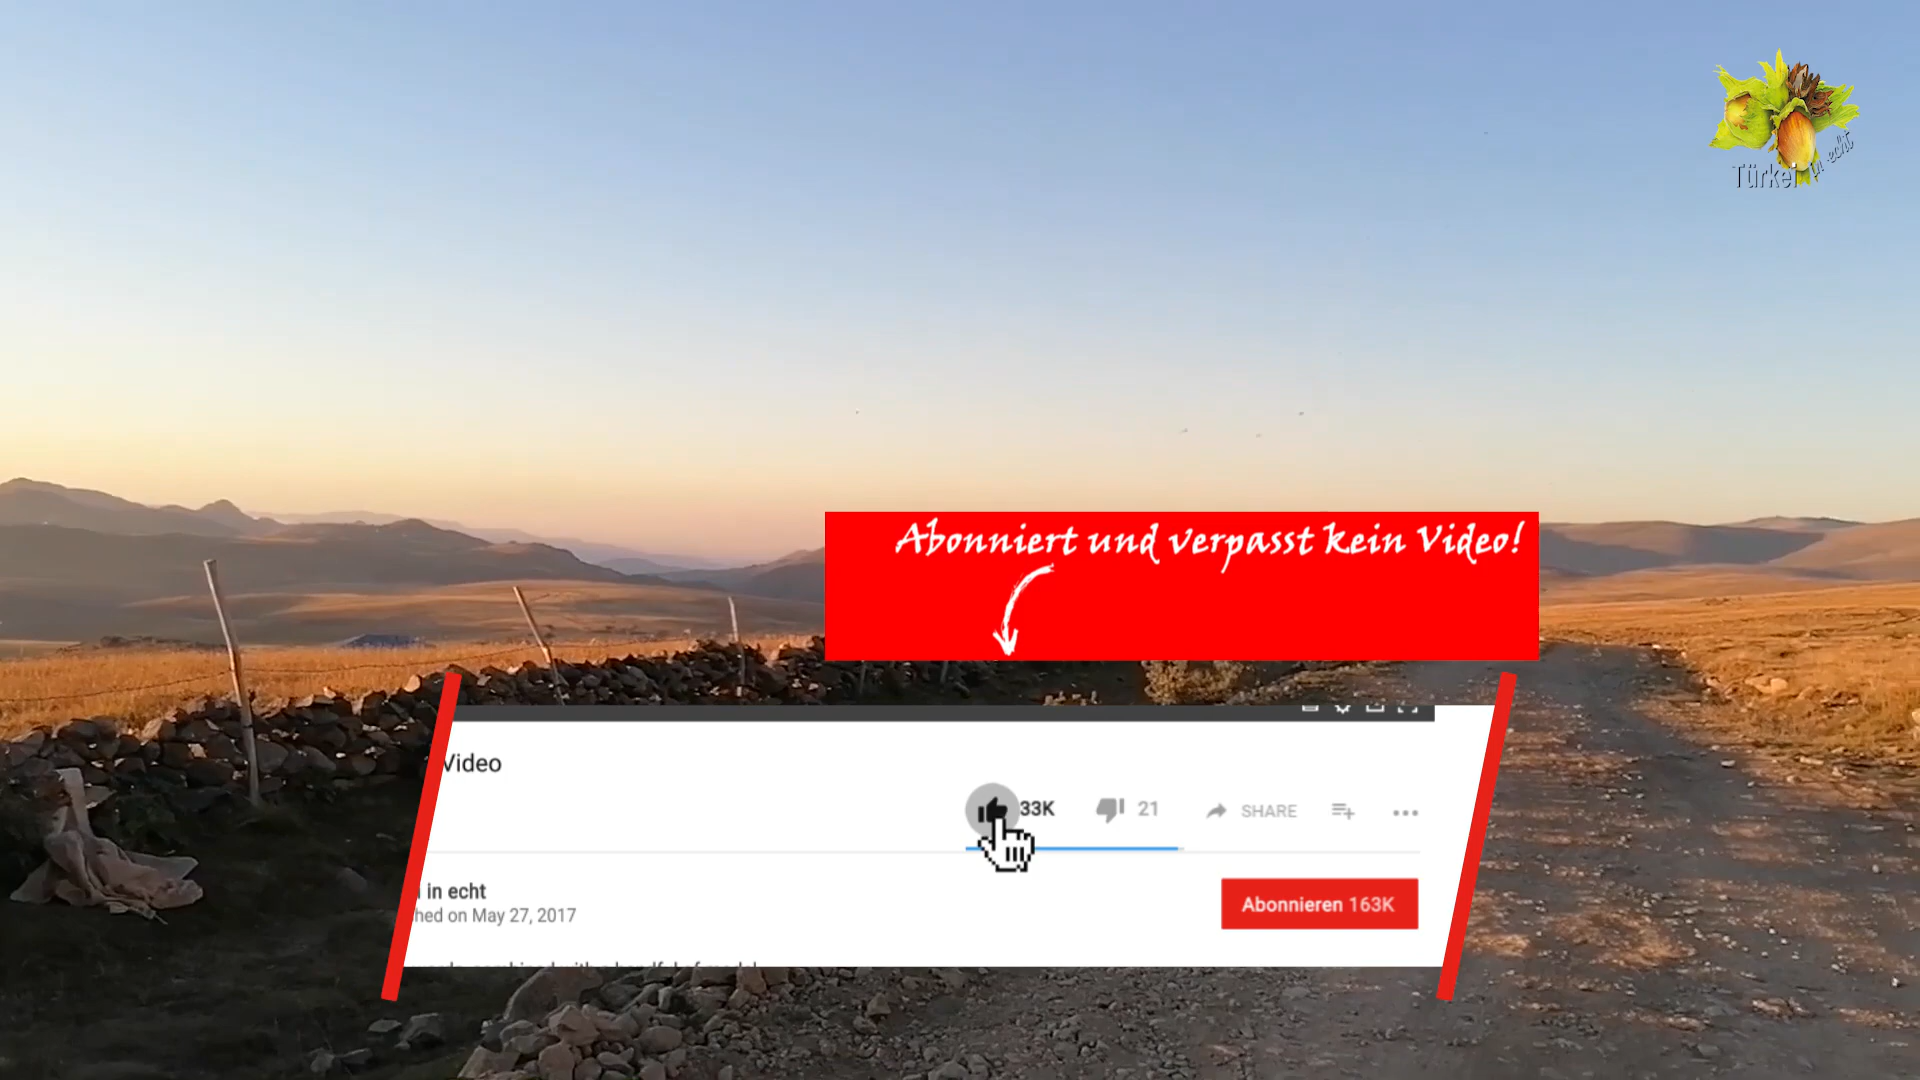 Türkei in echt
Abonniert und verpasst kein Video!
Video
33K
21
SHARE
in echt
hed on May 27, 2017
Abonnieren 163K